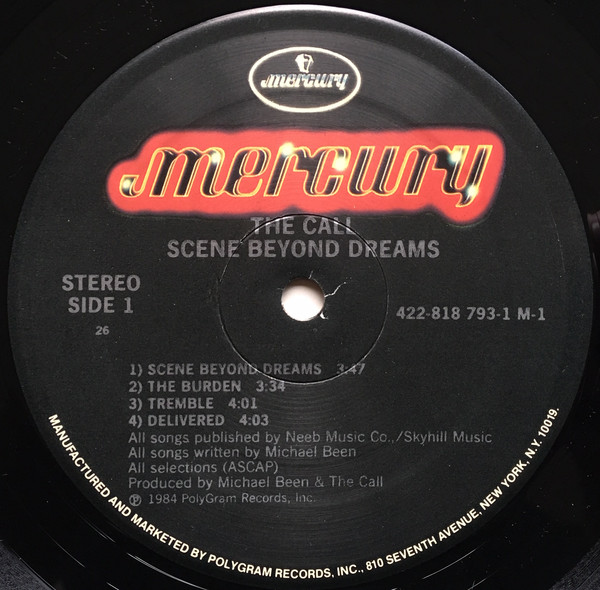 mercury
mercury
THE CALL
SCENE BEYOND DREAMS
STEREO
SIDE 1
26
422-818 793-1 M-1
1) SCENE BEYOND DREAMS 3:47
2) THE BURDEN 3:34
3) TREMBLE 4:01
4) DELIVERED 4:03
All songs published by Neeb Music Co.,/Skyhill Music
All songs written by Michael Been
All selections (ASCAP)
Produced by Michael Been & The Call
℗ 1984 PolyGram Records, Inc.
MANUFACTURED AND MARKETED BY POLYGRAM RECORDS, INC., 810 SEVENTH AVENUE, NEW YORK, N.Y. 10019.